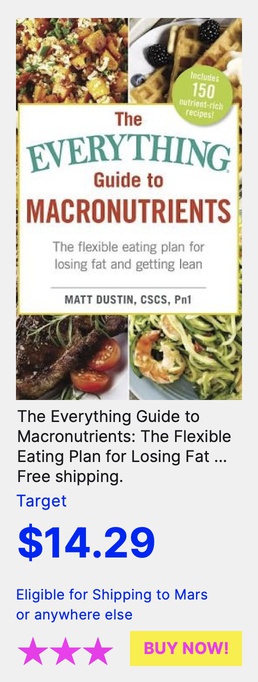 Includes
150
nutrient-rich
recipes!
The
EVERYTHING
Guide to
MACRONUTRIENTS
The flexible eating plan for
losing fat and getting lean
MATT DUSTIN, CSCS, Pn1
The Everything Guide to
Macronutrients: The Flexible
Eating Plan for Losing Fat ...
Free shipping.
Target
$14.29
Eligible for Shipping to Mars
or anywhere else
BUY NOW!